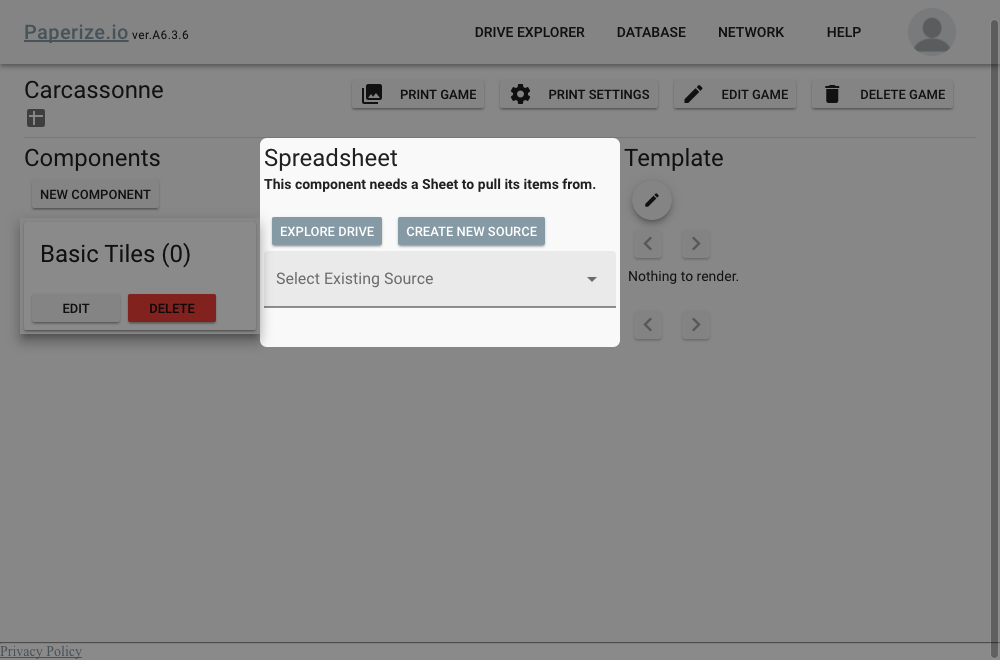 Paperize.io ver.A6.3.6 DRIVE EXPLORER DATABASE NETWORK HELP
Carcassonne PRINT GAME PRINT SETTINGS EDIT GAME DELETE GAME
Components
NEW COMPONENT
Basic Tiles (0)
EDIT DELETE
Spreadsheet
This component needs a Sheet to pull its items from.
EXPLORE DRIVE CREATE NEW SOURCE
Select Existing Source
Template
Nothing to render.
Privacy Policy